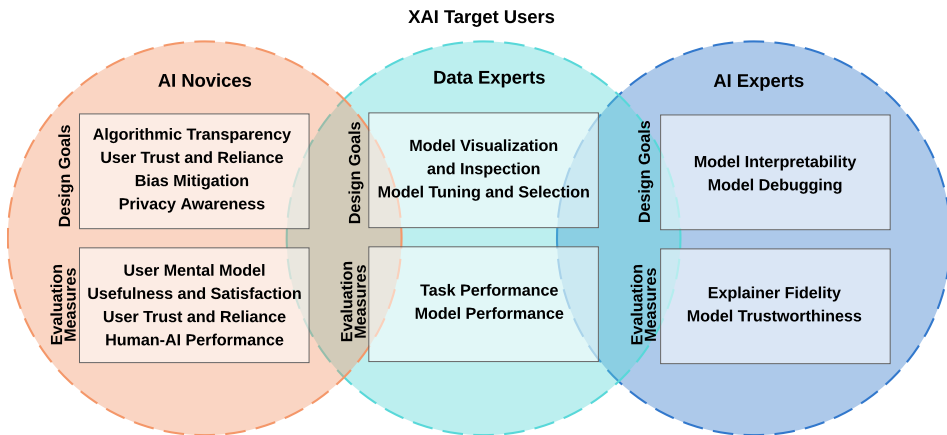 XAI Target Users
AI Novices
Design Goals
Algorithmic Transparency
User Trust and Reliance
Bias Mitigation
Privacy Awareness
Evaluation
Measures
User Mental Model
Usefulness and Satisfaction
User Trust and Reliance
Human-AI Performance
Data Experts
Design Goals
Model Visualization
and Inspection
Model Tuning and Selection
Evaluation
Measures
Task Performance
Model Performance
AI Experts
Design Goals
Model Interpretability
Model Debugging
Evaluation
Measures
Explainer Fidelity
Model Trustworthiness